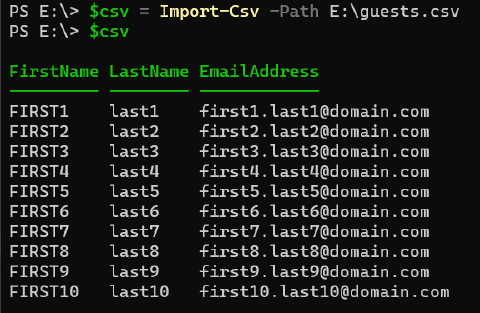 PS E:\> $csv = Import-Csv -Path E:\guests.csv
PS E:\> $csv
FirstName LastName EmailAddress
--------- -------- ------------
FIRST1 last1 first1.last1@domain.com
FIRST2 last2 first2.last2@domain.com
FIRST3 last3 first3.last3@domain.com
FIRST4 last4 first4.last4@domain.com
FIRST5 last5 first5.last5@domain.com
FIRST6 last6 first6.last6@domain.com
FIRST7 last7 first7.last7@domain.com
FIRST8 last8 first8.last8@domain.com
FIRST9 last9 first9.last9@domain.com
FIRST10 last10 first10.last10@domain.com